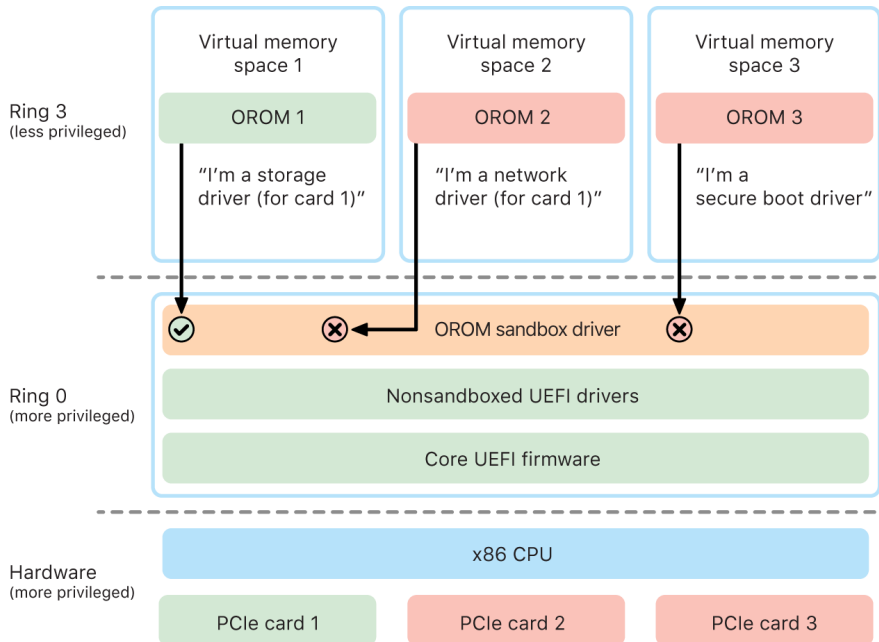 Virtual memory
space 1
Virtual memory
space 2
Virtual memory
space 3
Ring 3
(less privileged)
OROM 1
OROM 2
OROM 3
“I’m a storage
driver (for card 1)”
“I’m a network
driver (for card 1)”
“I’m a
secure boot driver”
OROM sandbox driver
Ring 0
(more privileged)
Nonsandboxed UEFI drivers
Core UEFI firmware
Hardware
(more privileged)
x86 CPU
PCIe card 1
PCIe card 2
PCIe card 3